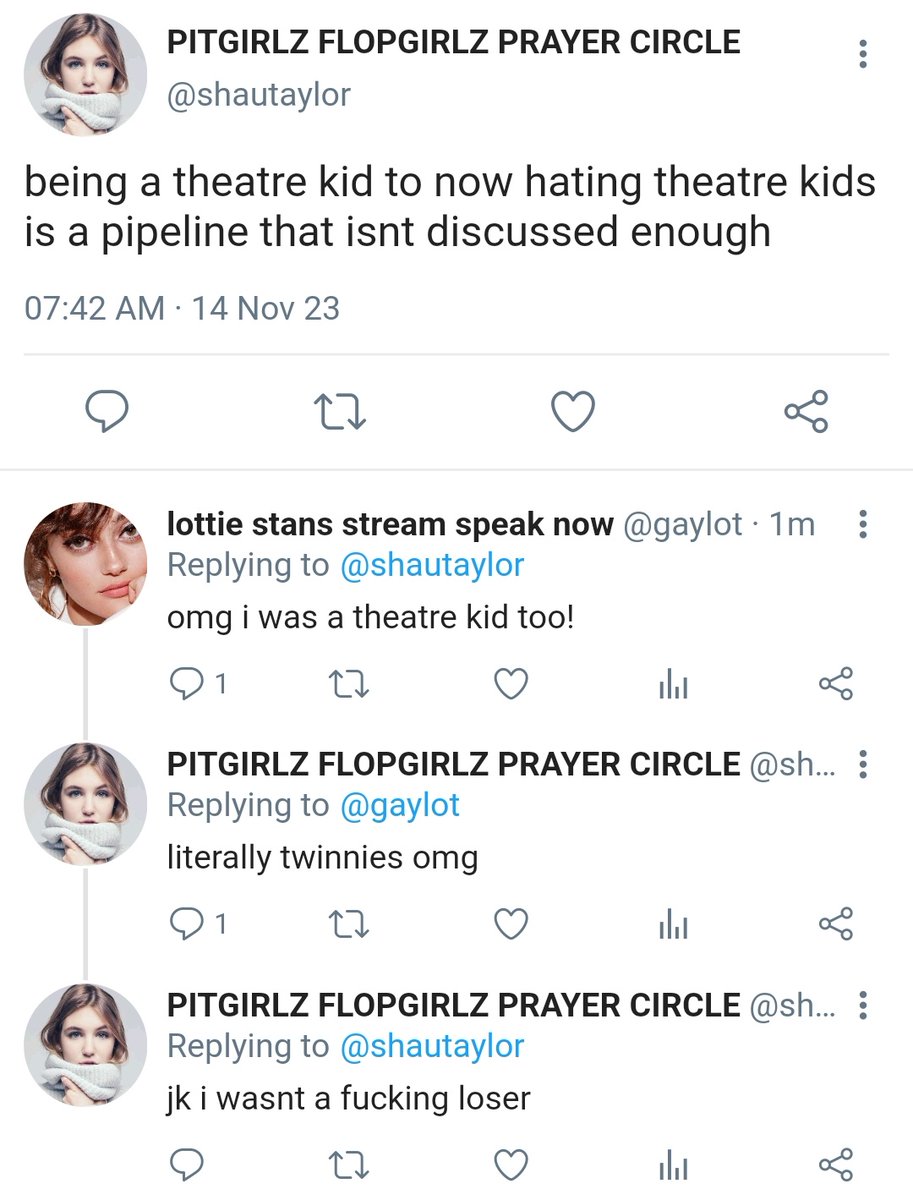 PITGIRLZ FLOPGIRLZ PRAYER CIRCLE
@shautaylor
being a theatre kid to now hating theatre kids
is a pipeline that isnt discussed enough
07:42 AM · 14 Nov 23
lottie stans stream speak now @gaylot · 1m
Replying to @shautaylor
omg i was a theatre kid too!
1
PITGIRLZ FLOPGIRLZ PRAYER CIRCLE @sh...
Replying to @gaylot
literally twinnies omg
1
PITGIRLZ FLOPGIRLZ PRAYER CIRCLE @sh...
Replying to @shautaylor
jk i wasnt a fucking loser